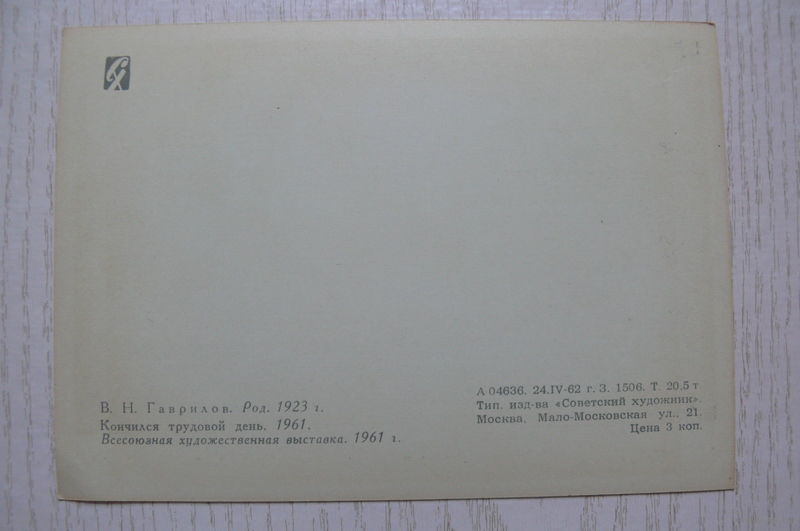 СХ
В. Н. Гаврилов. Род. 1923 г.
Кончился трудовой день. 1961.
Всесоюзная художественная выставка. 1961 г.
А 04636. 24.IV-62 г. З. 1506. Т. 20,5 т
Тип. изд-ва «Советский художник».
Москва, Мало-Московская ул., 21.
Цена 3 коп.